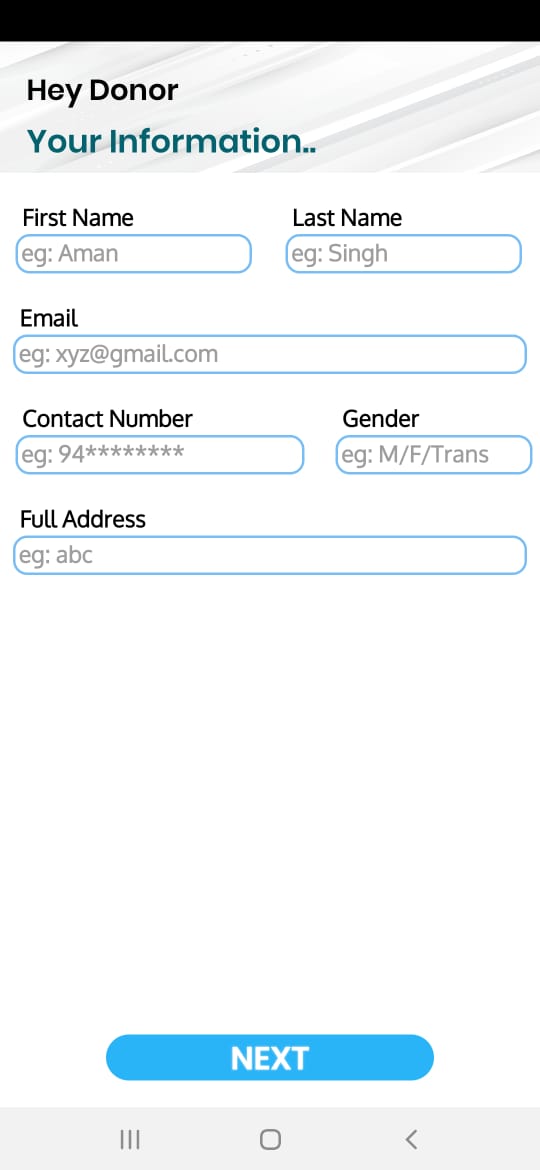 Hey Donor
Your Information..
First Name Last Name
eg: Aman eg: Singh
Email
eg: xyz@gmail.com
Contact Number Gender
eg: 94******** eg: M/F/Trans
Full Address
eg: abc
NEXT